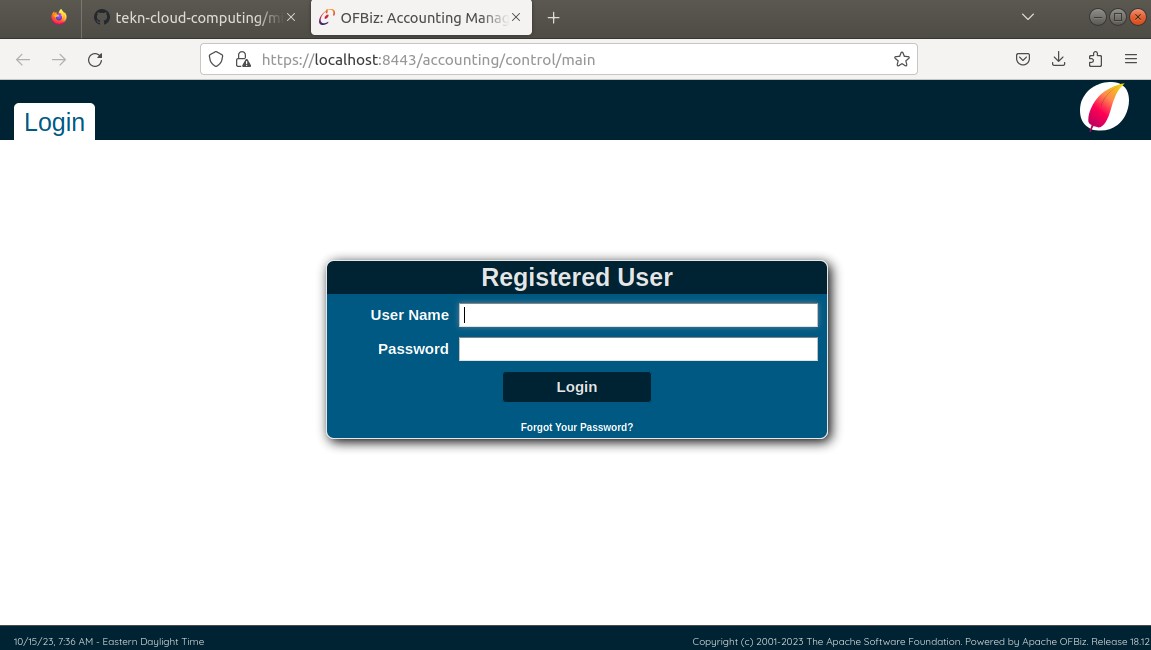 tekn-cloud-computing/m
OFBiz: Accounting Mana
https://localhost:8443/accounting/control/main
Login
Registered User
User Name
Password
Login
Forgot Your Password?
10/15/23, 7:36 AM - Eastern Daylight Time
Copyright (c) 2001-2023 The Apache Software Foundation. Powered by Apache OFBiz. Release 18.12